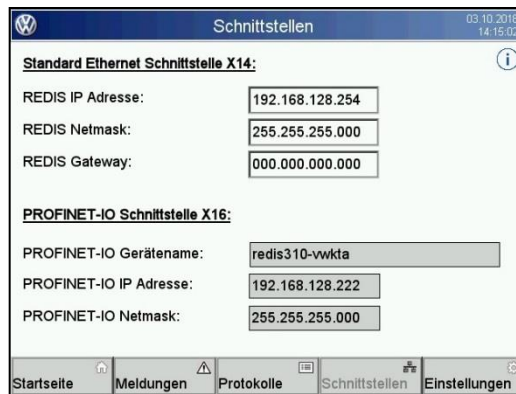 Schnittstellen
03.10.2018
14:15:02
Standard Ethernet Schnittstelle X14:
REDIS IP Adresse: 192.168.128.254
REDIS Netmask: 255.255.255.000
REDIS Gateway: 000.000.000.000
PROFINET-IO Schnittstelle X16:
PROFINET-IO Gerätename: redis310-vwkta
PROFINET-IO IP Adresse: 192.168.128.222
PROFINET-IO Netmask: 255.255.255.000
Startseite Meldungen Protokolle Schnittstellen Einstellungen